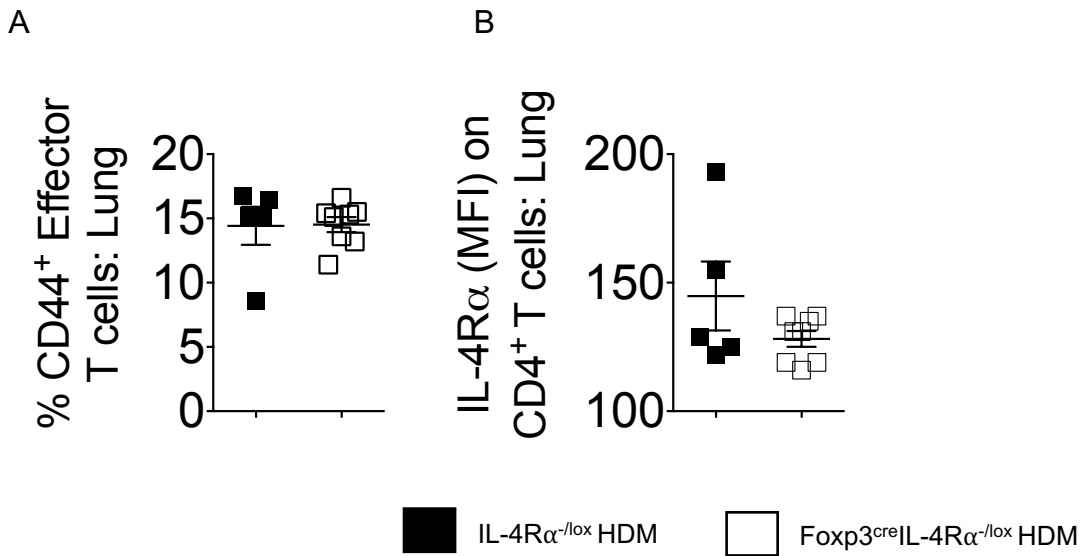 A
B
% CD44⁺ Effector
T cells: Lung
20
15
10
5
0
IL-4Rα (MFI) on
CD4⁺ T cells: Lung
200
150
100
IL-4Rα⁻/ˡᵒˣ HDM
Foxp3ᶜʳᵉIL-4Rα⁻/ˡᵒˣ HDM